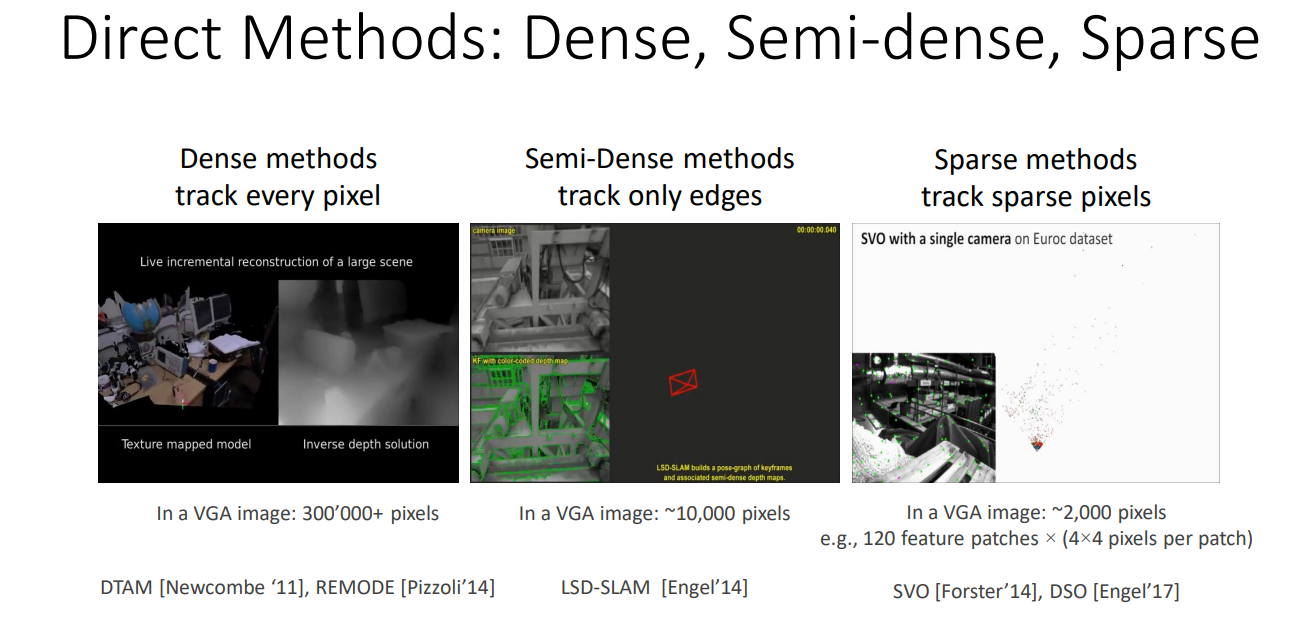 Direct Methods: Dense, Semi-dense, Sparse
Dense methods
track every pixel
Live incremental reconstruction of a large scene
Texture mapped model
Inverse depth solution
In a VGA image: 300’000+ pixels
DTAM [Newcombe ‘11], REMODE [Pizzoli’14]
Semi-Dense methods
track only edges
camera image
00:00:00.040
KF with color-coded depth map
LSD-SLAM builds a pose-graph of keyframes
and associated semi-dense depth maps.
In a VGA image: ~10,000 pixels
LSD-SLAM [Engel’14]
Sparse methods
track sparse pixels
SVO with a single camera on Euroc dataset
In a VGA image: ~2,000 pixels
e.g., 120 feature patches × (4×4 pixels per patch)
SVO [Forster’14], DSO [Engel’17]